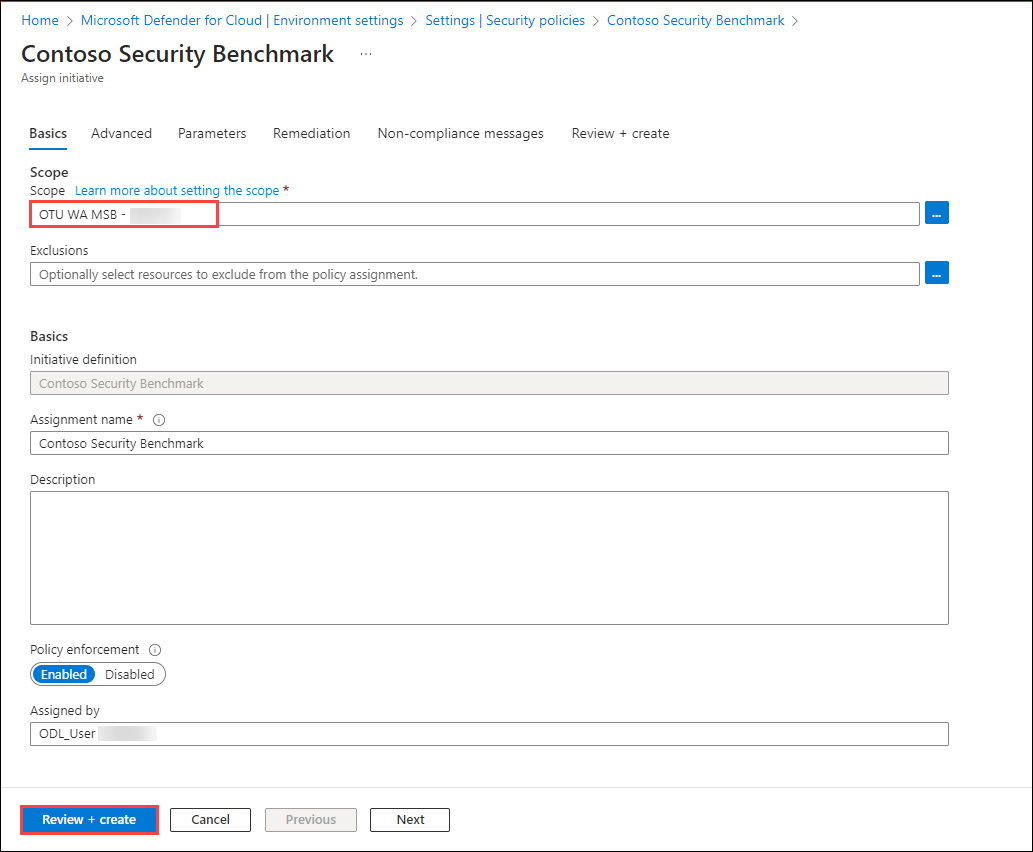 Home > Microsoft Defender for Cloud | Environment settings > Settings | Security policies > Contoso Security Benchmark >
Contoso Security Benchmark ...
Assign initiative
Basics Advanced Parameters Remediation Non-compliance messages Review + create
Scope
Scope Learn more about setting the scope *
OTU WA MSB -
...
Exclusions
Optionally select resources to exclude from the policy assignment.
...
Basics
Initiative definition
Contoso Security Benchmark
Assignment name *
Contoso Security Benchmark
Description
Policy enforcement
Enabled Disabled
Assigned by
ODL_User
Review + create Cancel Previous Next